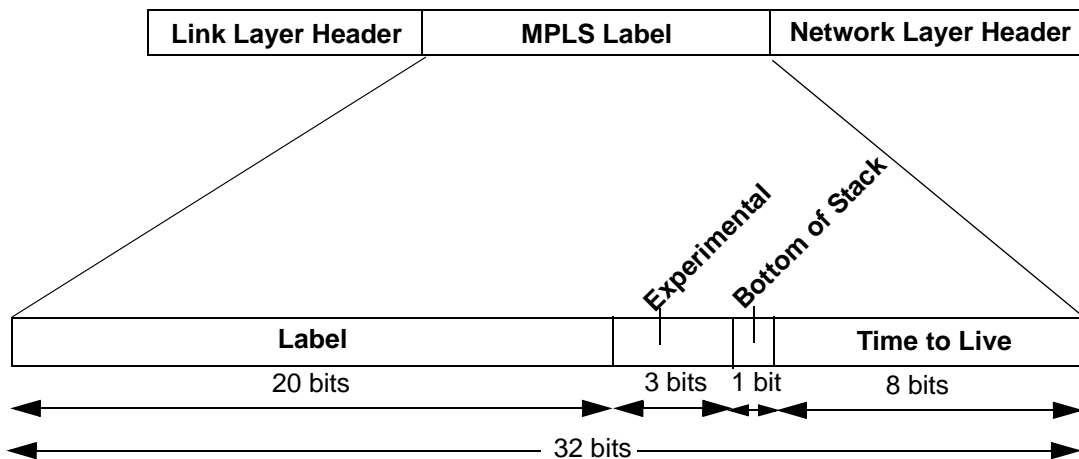 Link Layer Header
MPLS Label
Network Layer Header
Experimental
Bottom of Stack
Label
Time to Live
20 bits
3 bits
1 bit
8 bits
32 bits